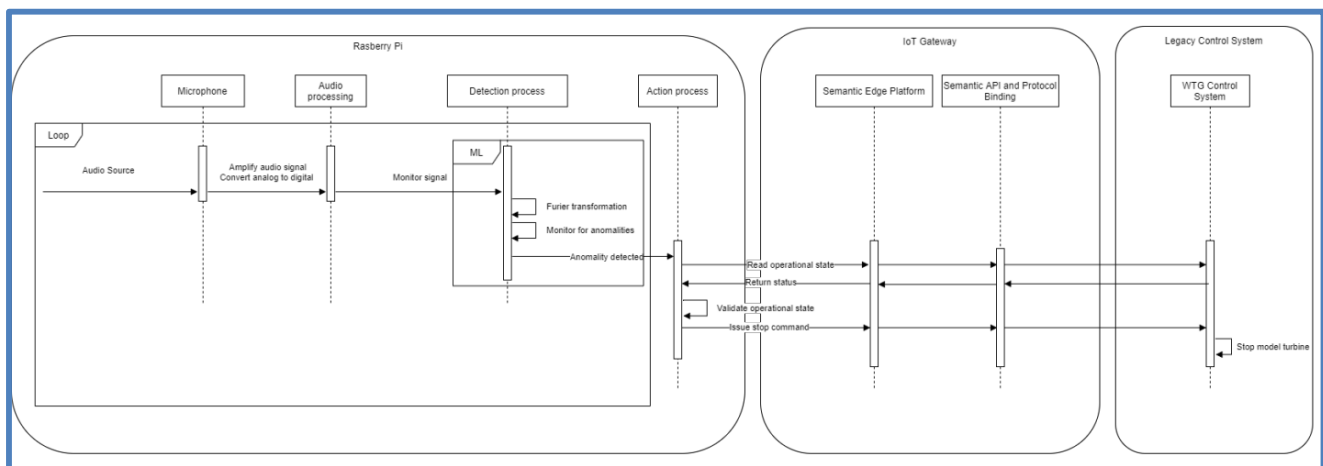 Rasberry Pi
IoT Gateway
Legacy Control System
Microphone
Audio
processing
Detection process
Action process
Semantic Edge Platform
Semantic API and Protocol
Binding
WTG Control
System
Loop
ML
Audio Source
Amplify audio signal
Convert analog to digital
Monitor signal
Furier transformation
Monitor for anomalities
Anomality detected
Read operational state
Return status
Validate operational state
Issue stop command
Stop model turbine